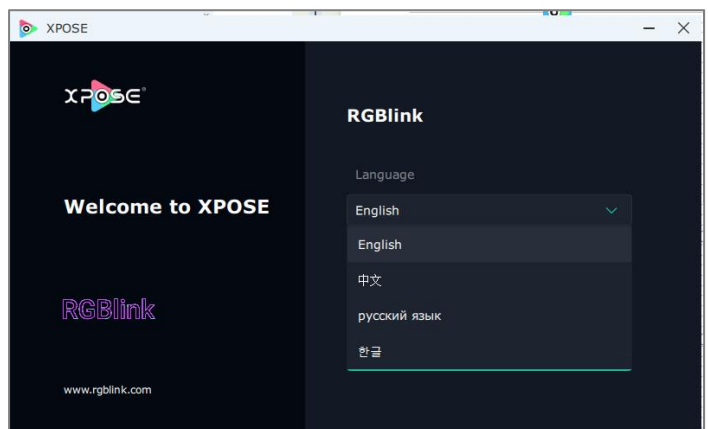 XPOSE
XPOSE®
RGBlink
Language
Welcome to XPOSE
English
English
中文
русский язык
한글
RGBlink
www.rgblink.com